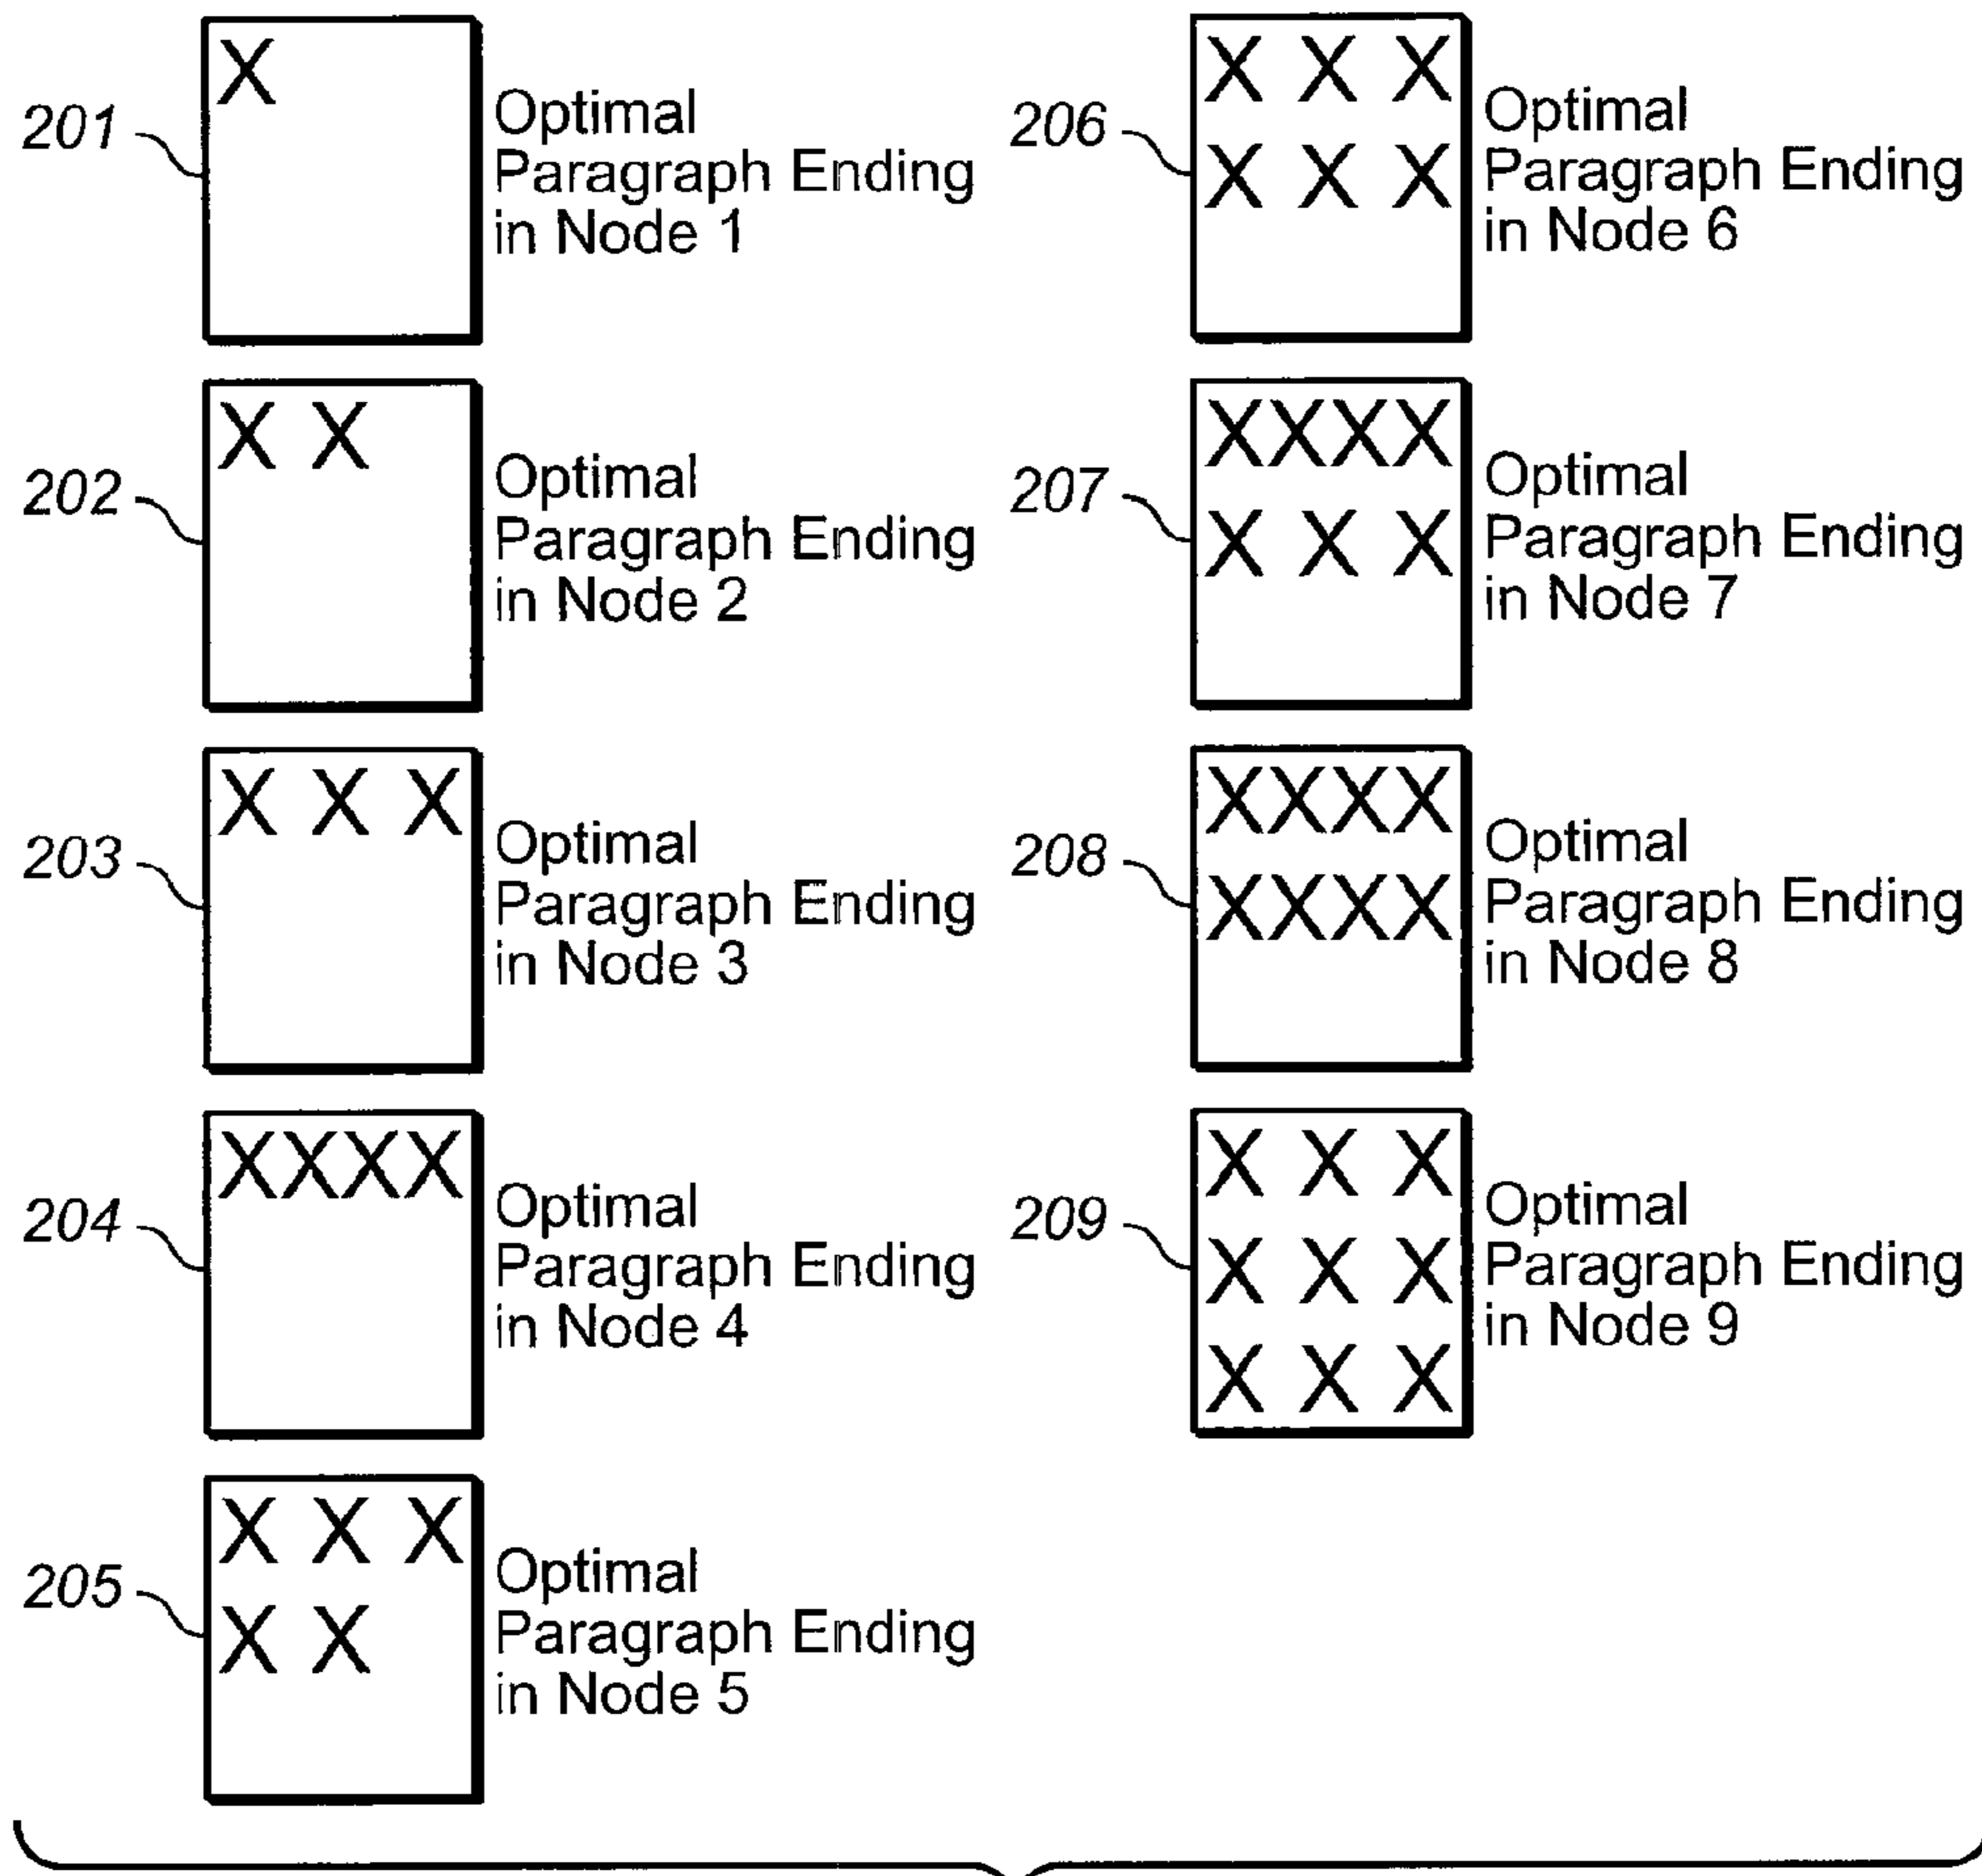 X
201
Optimal
Paragraph Ending
in Node 1
X X
202
Optimal
Paragraph Ending
in Node 2
X X X
203
Optimal
Paragraph Ending
in Node 3
XXXX
204
Optimal
Paragraph Ending
in Node 4
X X X
X X
205
Optimal
Paragraph Ending
in Node 5
X X X
X X X
206
Optimal
Paragraph Ending
in Node 6
XXXX
X X X
207
Optimal
Paragraph Ending
in Node 7
XXXX
XXXX
208
Optimal
Paragraph Ending
in Node 8
X X X
X X X
X X X
209
Optimal
Paragraph Ending
in Node 9